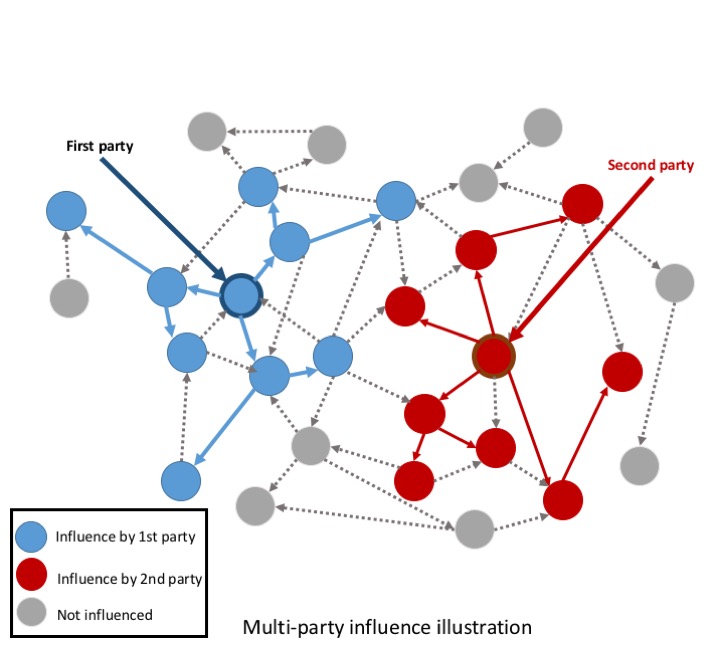 First party
Second party
Influence by 1st party
Influence by 2nd party
Not influenced
Multi-party influence illustration